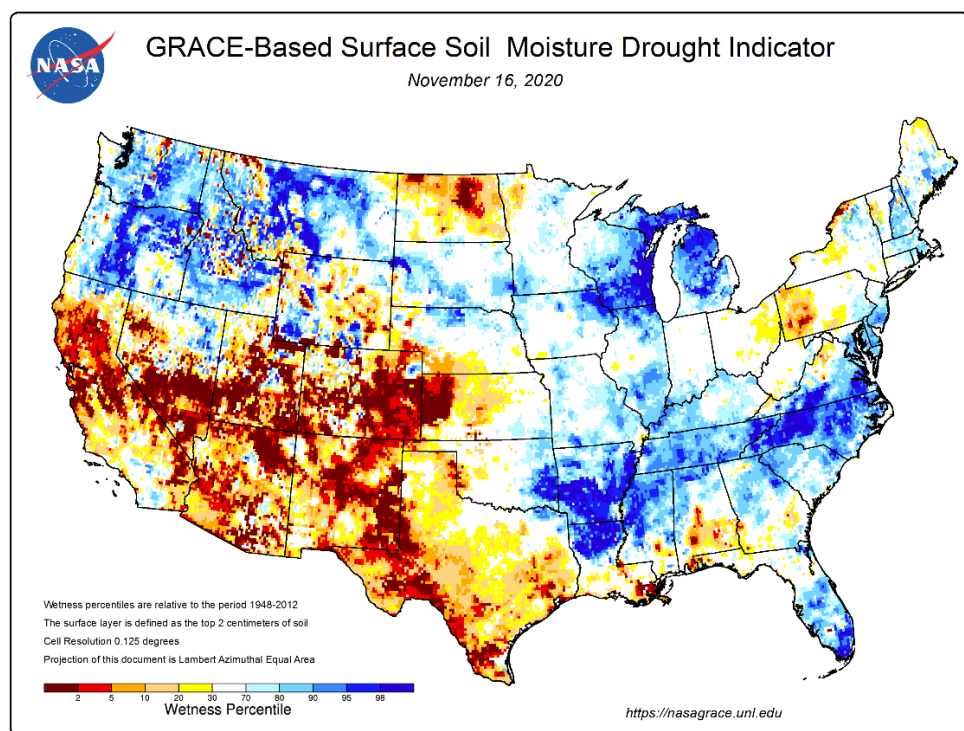 NASA
GRACE-Based Surface Soil Moisture Drought Indicator
November 16, 2020
Wetness percentiles are relative to the period 1948-2012
The surface layer is defined as the top 2 centimeters of soil
Cell Resolution 0.125 degrees
Projection of this document is Lambert Azimuthal Equal Area
2 5 10 20 30 70 80 90 95 98
Wetness Percentile
https://nasagrace.unl.edu